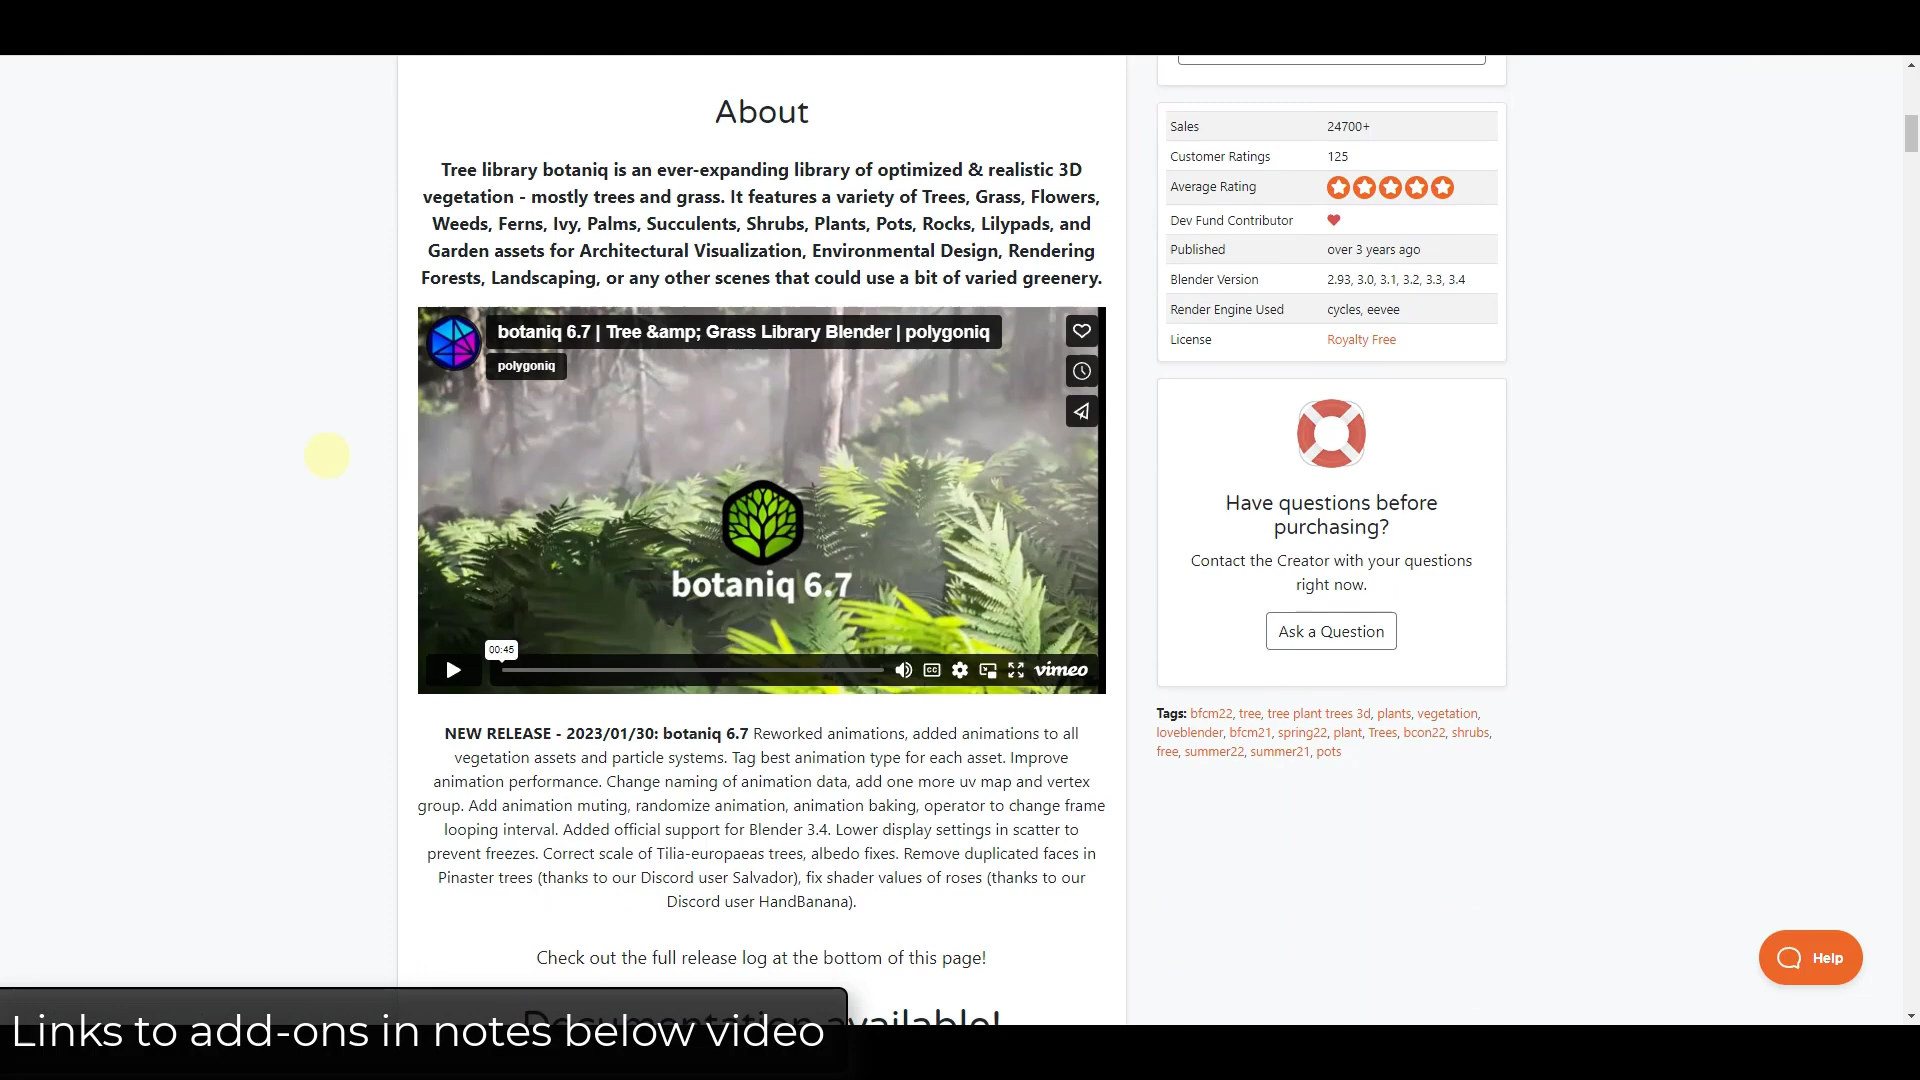 About
Tree library botaniq is an ever-expanding library of optimized & realistic 3D
vegetation - mostly trees and grass. It features a variety of Trees, Grass, Flowers,
Weeds, Ferns, Ivy, Palms, Succulents, Shrubs, Plants, Pots, Rocks, Lilypads, and
Garden assets for Architectural Visualization, Environmental Design, Rendering
Forests, Landscaping, or any other scenes that could use a bit of varied greenery.
botaniq 6.7 | Tree &amp; Grass Library Blender | polygoniq
polygoniq
botaniq 6.7
00:45
CC
vimeo
NEW RELEASE - 2023/01/30: botaniq 6.7 Reworked animations, added animations to all
vegetation assets and particle systems. Tag best animation type for each asset. Improve
animation performance. Change naming of animation data, add one more uv map and vertex
group. Add animation muting, randomize animation, animation baking, operator to change frame
looping interval. Added official support for Blender 3.4. Lower display settings in scatter to
prevent freezes. Correct scale of Tilia-europaeas trees, albedo fixes. Remove duplicated faces in
Pinaster trees (thanks to our Discord user Salvador), fix shader values of roses (thanks to our
Discord user HandBanana).
Check out the full release log at the bottom of this page!
Documentation available!
Sales 24700+
Customer Ratings 125
Average Rating
Dev Fund Contributor
Published over 3 years ago
Blender Version 2.93, 3.0, 3.1, 3.2, 3.3, 3.4
Render Engine Used cycles, eevee
License Royalty Free
Have questions before
purchasing?
Contact the Creator with your questions
right now.
Ask a Question
Tags: bfcm22, tree, tree plant trees 3d, plants, vegetation,
loveblender, bfcm21, spring22, plant, Trees, bcon22, shrubs,
free, summer22, summer21, pots
Help
Links to add-ons in notes below video